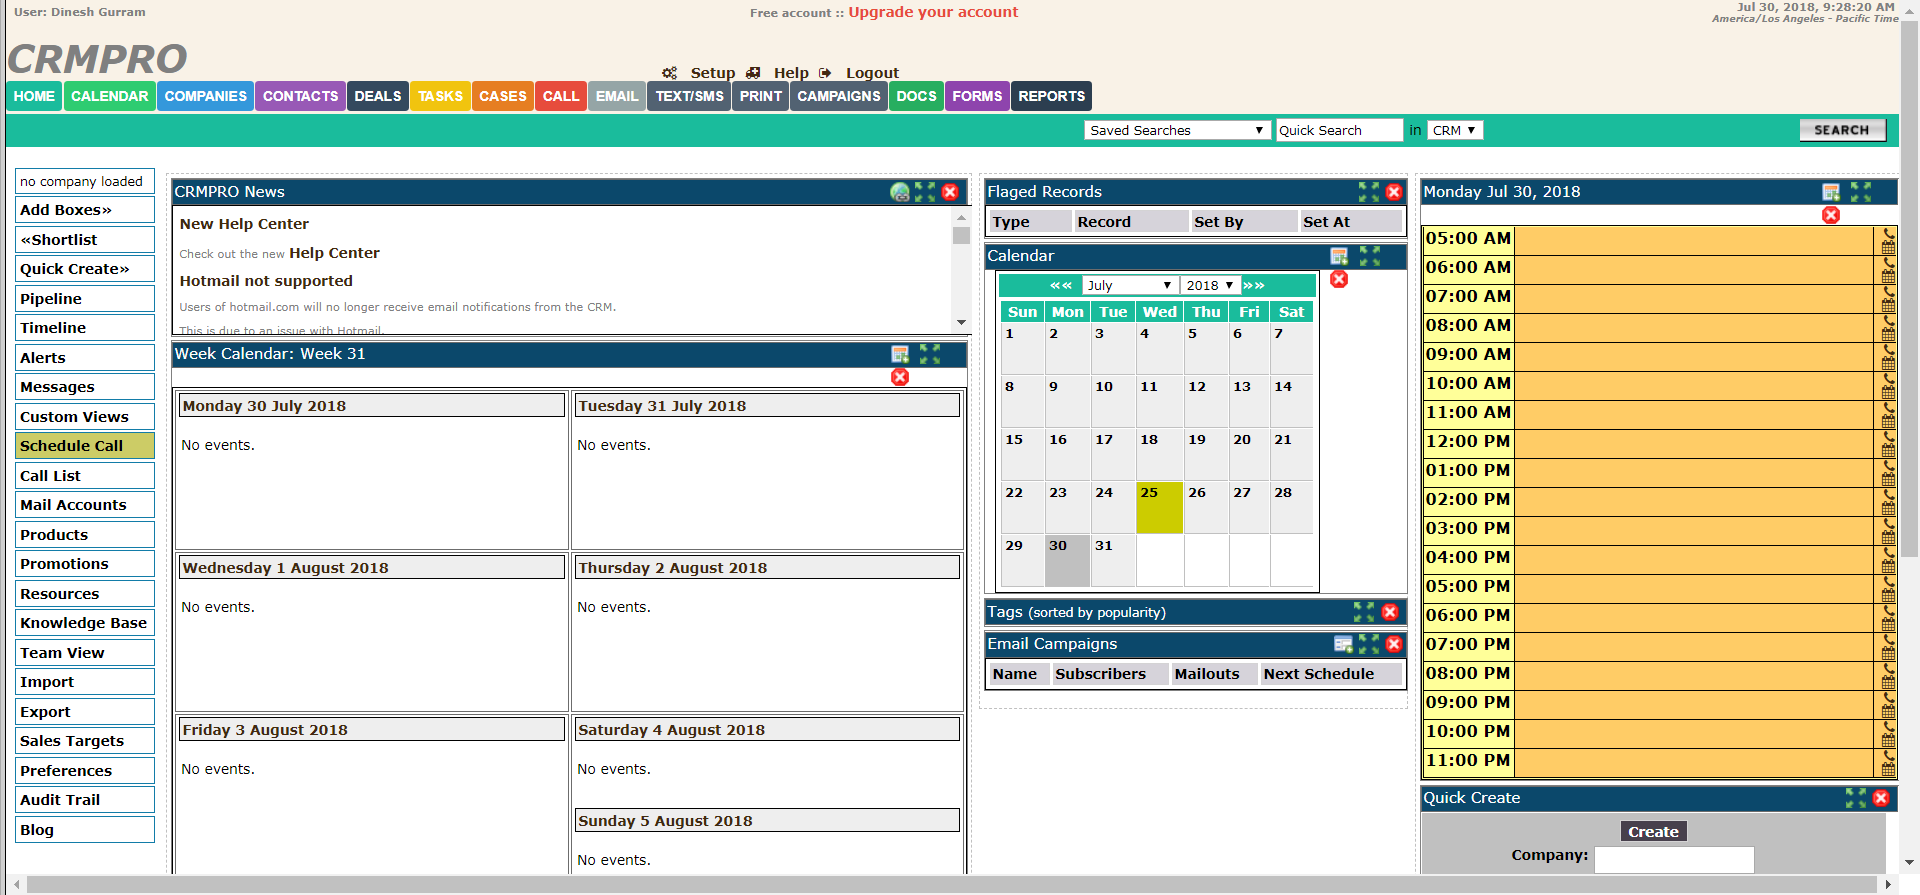 User: Dinesh Gurram
Free account :: Upgrade your account
Jul 30, 2018, 9:28:20 AM
America/Los Angeles - Pacific Time
CRMPRO
Setup Help Logout
HOME CALENDAR COMPANIES CONTACTS DEALS TASKS CASES CALL EMAIL TEXT/SMS PRINT CAMPAIGNS DOCS FORMS REPORTS
Saved Searches Quick Search in CRM SEARCH
no company loaded
Add Boxes»
«Shortlist
Quick Create»
Pipeline
Timeline
Alerts
Messages
Custom Views
Schedule Call
Call List
Mail Accounts
Products
Promotions
Resources
Knowledge Base
Team View
Import
Export
Sales Targets
Preferences
Audit Trail
Blog
CRMPRO News
New Help Center
Check out the new Help Center
Hotmail not supported
Users of hotmail.com will no longer receive email notifications from the CRM.
This is due to an issue with Hotmail.
Week Calendar: Week 31
Monday 30 July 2018
No events.
Tuesday 31 July 2018
No events.
Wednesday 1 August 2018
No events.
Thursday 2 August 2018
No events.
Friday 3 August 2018
No events.
Saturday 4 August 2018
No events.
Sunday 5 August 2018
No events.
Flaged Records
Type Record Set By Set At
Calendar
«« July 2018 »»
Sun Mon Tue Wed Thu Fri Sat
1 2 3 4 5 6 7
8 9 10 11 12 13 14
15 16 17 18 19 20 21
22 23 24 25 26 27 28
29 30 31
Tags (sorted by popularity)
Email Campaigns
Name Subscribers Mailouts Next Schedule
Monday Jul 30, 2018
05:00 AM
06:00 AM
07:00 AM
08:00 AM
09:00 AM
10:00 AM
11:00 AM
12:00 PM
01:00 PM
02:00 PM
03:00 PM
04:00 PM
05:00 PM
06:00 PM
07:00 PM
08:00 PM
09:00 PM
10:00 PM
11:00 PM
Quick Create
Create
Company: